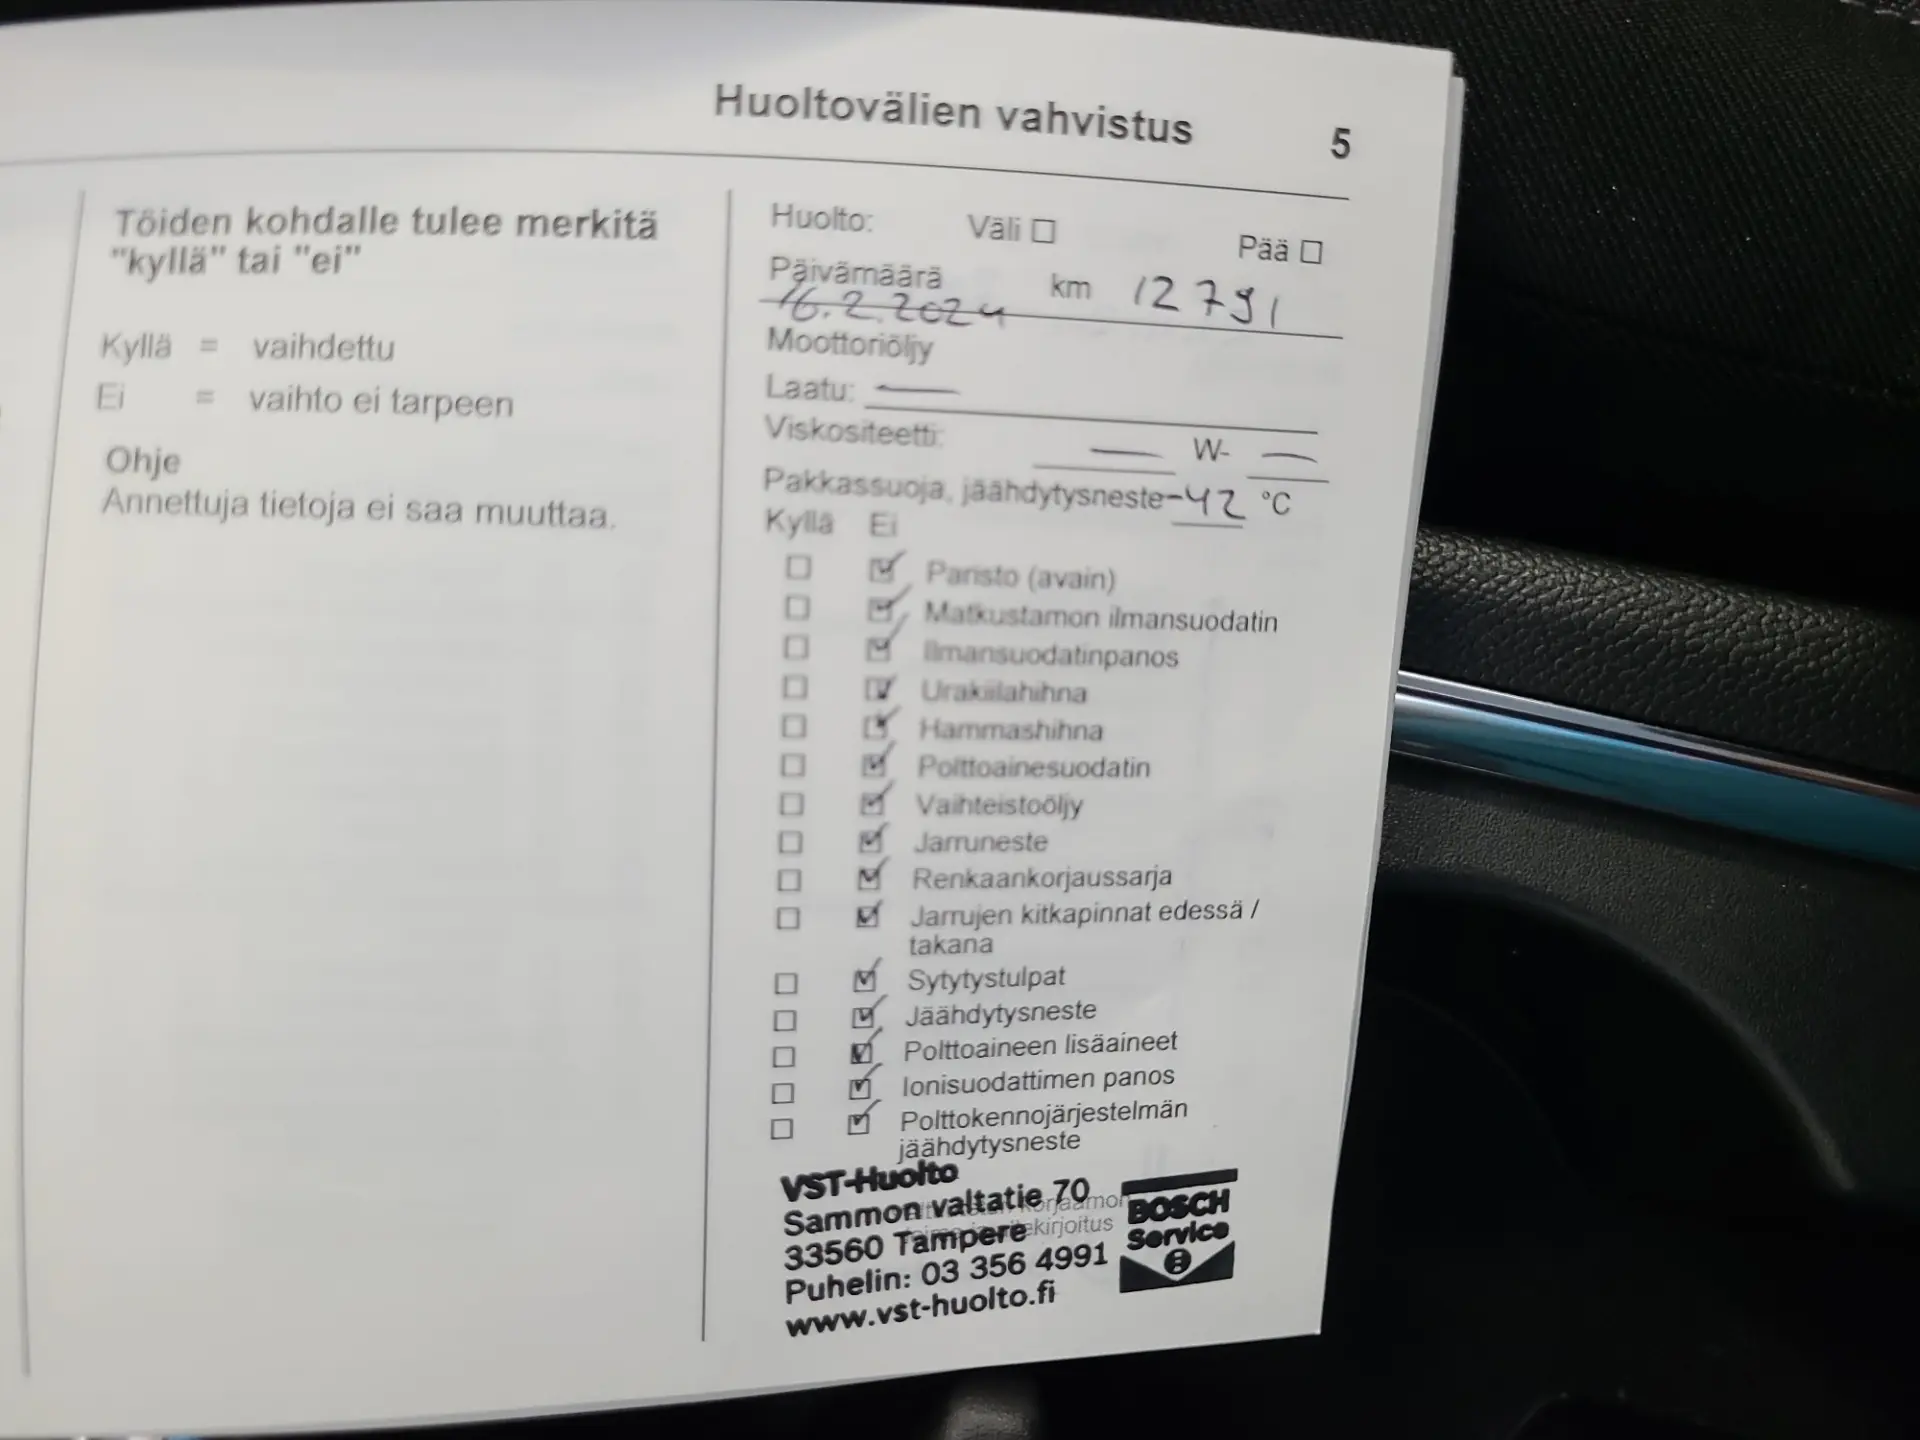 Huoltovälien vahvistus 5
Töiden kohdalle tulee merkitä
"kyllä" tai "ei"
Kyllä = vaihdettu
Ei = vaihto ei tarpeen
Ohje
Annettuja tietoja ei saa muuttaa.
Huolto: Väli ☐ Pää ☐
Päivämäärä km 12791
16.2.2024
Moottoriöljy
Laatu: —
Viskositeetti: — W- —
Pakkassuoja, jäähdytysneste -42 °C
Kyllä Ei
☐ ☑ Paristo (avain)
☐ ☑ Matkustamon ilmansuodatin
☐ ☑ Ilmansuodatinpanos
☐ ☑ Urakiilahihna
☐ ☑ Hammashihna
☐ ☑ Polttoainesuodatin
☐ ☑ Vaihteistoöljy
☐ ☑ Jarruneste
☐ ☑ Renkaankorjaussarja
☐ ☑ Jarrujen kitkapinnat edessä /
takana
☐ ☑ Sytytystulpat
☐ ☑ Jäähdytysneste
☐ ☑ Polttoaineen lisäaineet
☐ ☑ Ionisuodattimen panos
☐ ☑ Polttokennojärjestelmän
jäähdytysneste
VST-Huolto
Sammon valtatie 70
33560 Tampere
Puhelin: 03 356 4991
www.vst-huolto.fi
BOSCH
Service